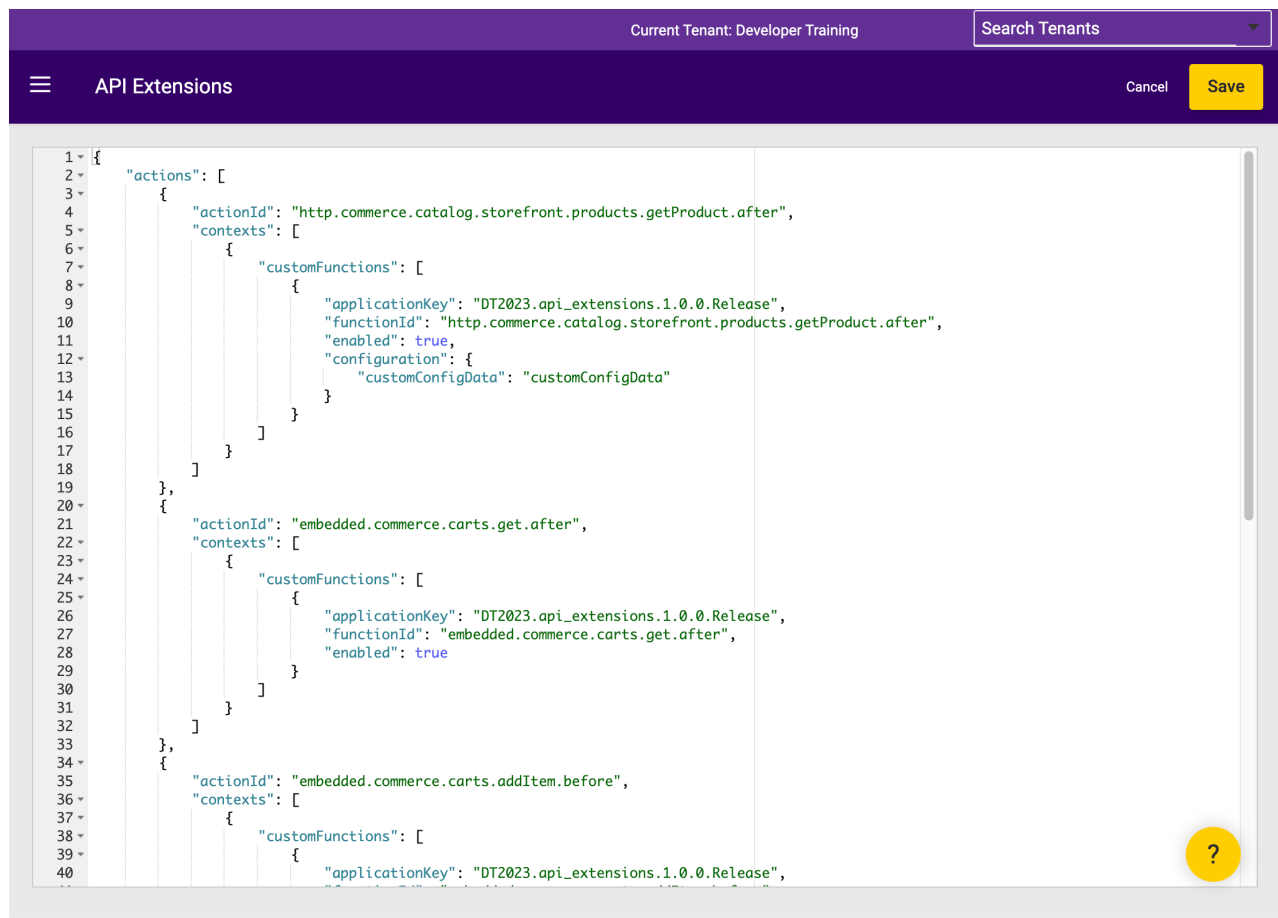 Current Tenant: Developer Training
Search Tenants
API Extensions
Cancel
Save
1 {
2     "actions": [
3         {
4             "actionId": "http.commerce.catalog.storefront.products.getProduct.after",
5             "contexts": [
6                 {
7                     "customFunctions": [
8                         {
9                             "applicationKey": "DT2023.api_extensions.1.0.0.Release",
10                             "functionId": "http.commerce.catalog.storefront.products.getProduct.after",
11                             "enabled": true,
12                             "configuration": {
13                                 "customConfigData": "customConfigData"
14                             }
15                         }
16                     ]
17                 }
18             ]
19         },
20         {
21             "actionId": "embedded.commerce.carts.get.after",
22             "contexts": [
23                 {
24                     "customFunctions": [
25                         {
26                             "applicationKey": "DT2023.api_extensions.1.0.0.Release",
27                             "functionId": "embedded.commerce.carts.get.after",
28                             "enabled": true
29                         }
30                     ]
31                 }
32             ]
33         },
34         {
35             "actionId": "embedded.commerce.carts.addItem.before",
36             "contexts": [
37                 {
38                     "customFunctions": [
39                         {
40                             "applicationKey": "DT2023.api_extensions.1.0.0.Release",
?